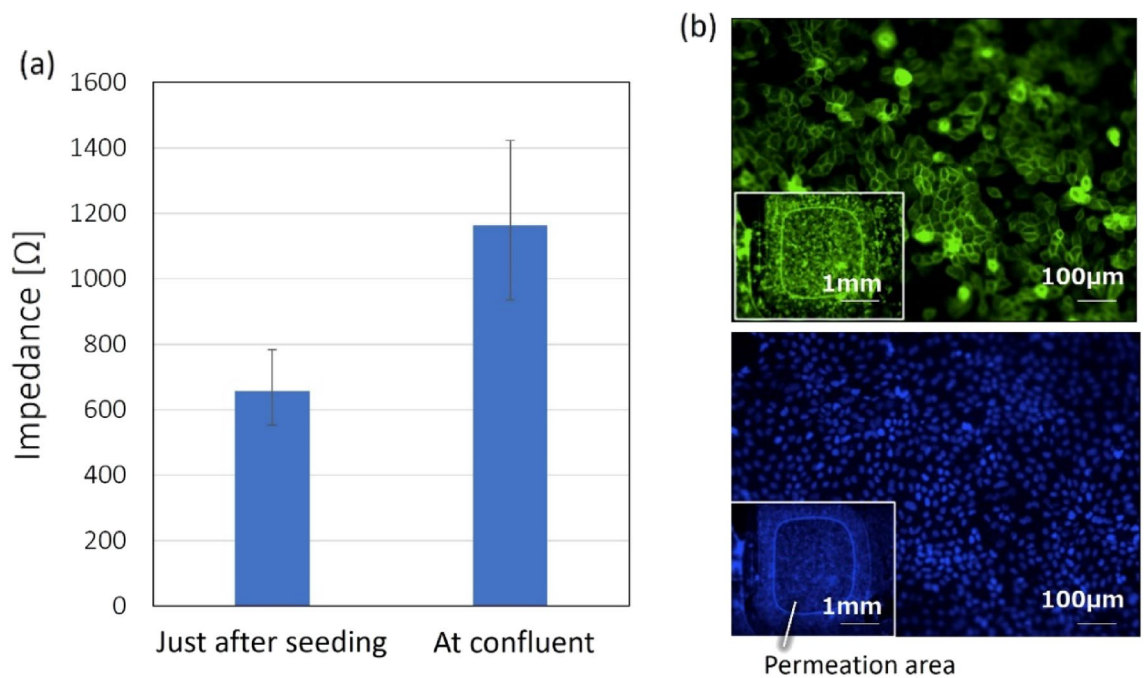 (a)
1600
1400
1200
1000
800
600
400
200
0
Impedance [Ω]
Just after seeding
At confluent
(b)
1mm
100µm
1mm
100µm
Permeation area